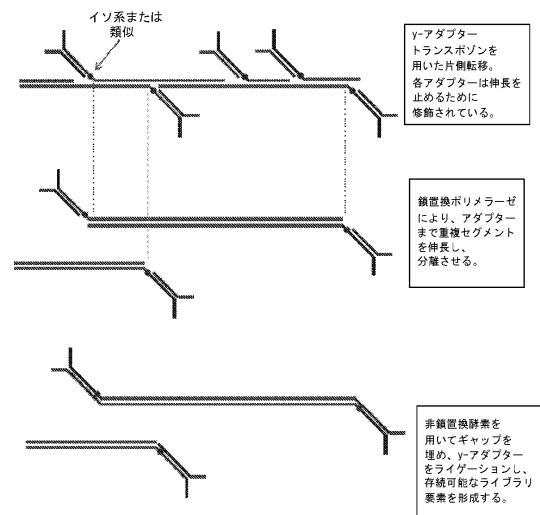 イソ系または
類似
y-アダプター
トランスポゾンを
用いた片側転移。
各アダプターは伸長を
止めるために
修飾されている。
鎖置換ポリメラーゼ
により、アダプター
まで重複セグメント
を伸長し、
分離させる。
非鎖置換酵素を
用いてギャップを
埋め、y-アダプター
をライゲーションし、
存続可能なライブラリ
要素を形成する。